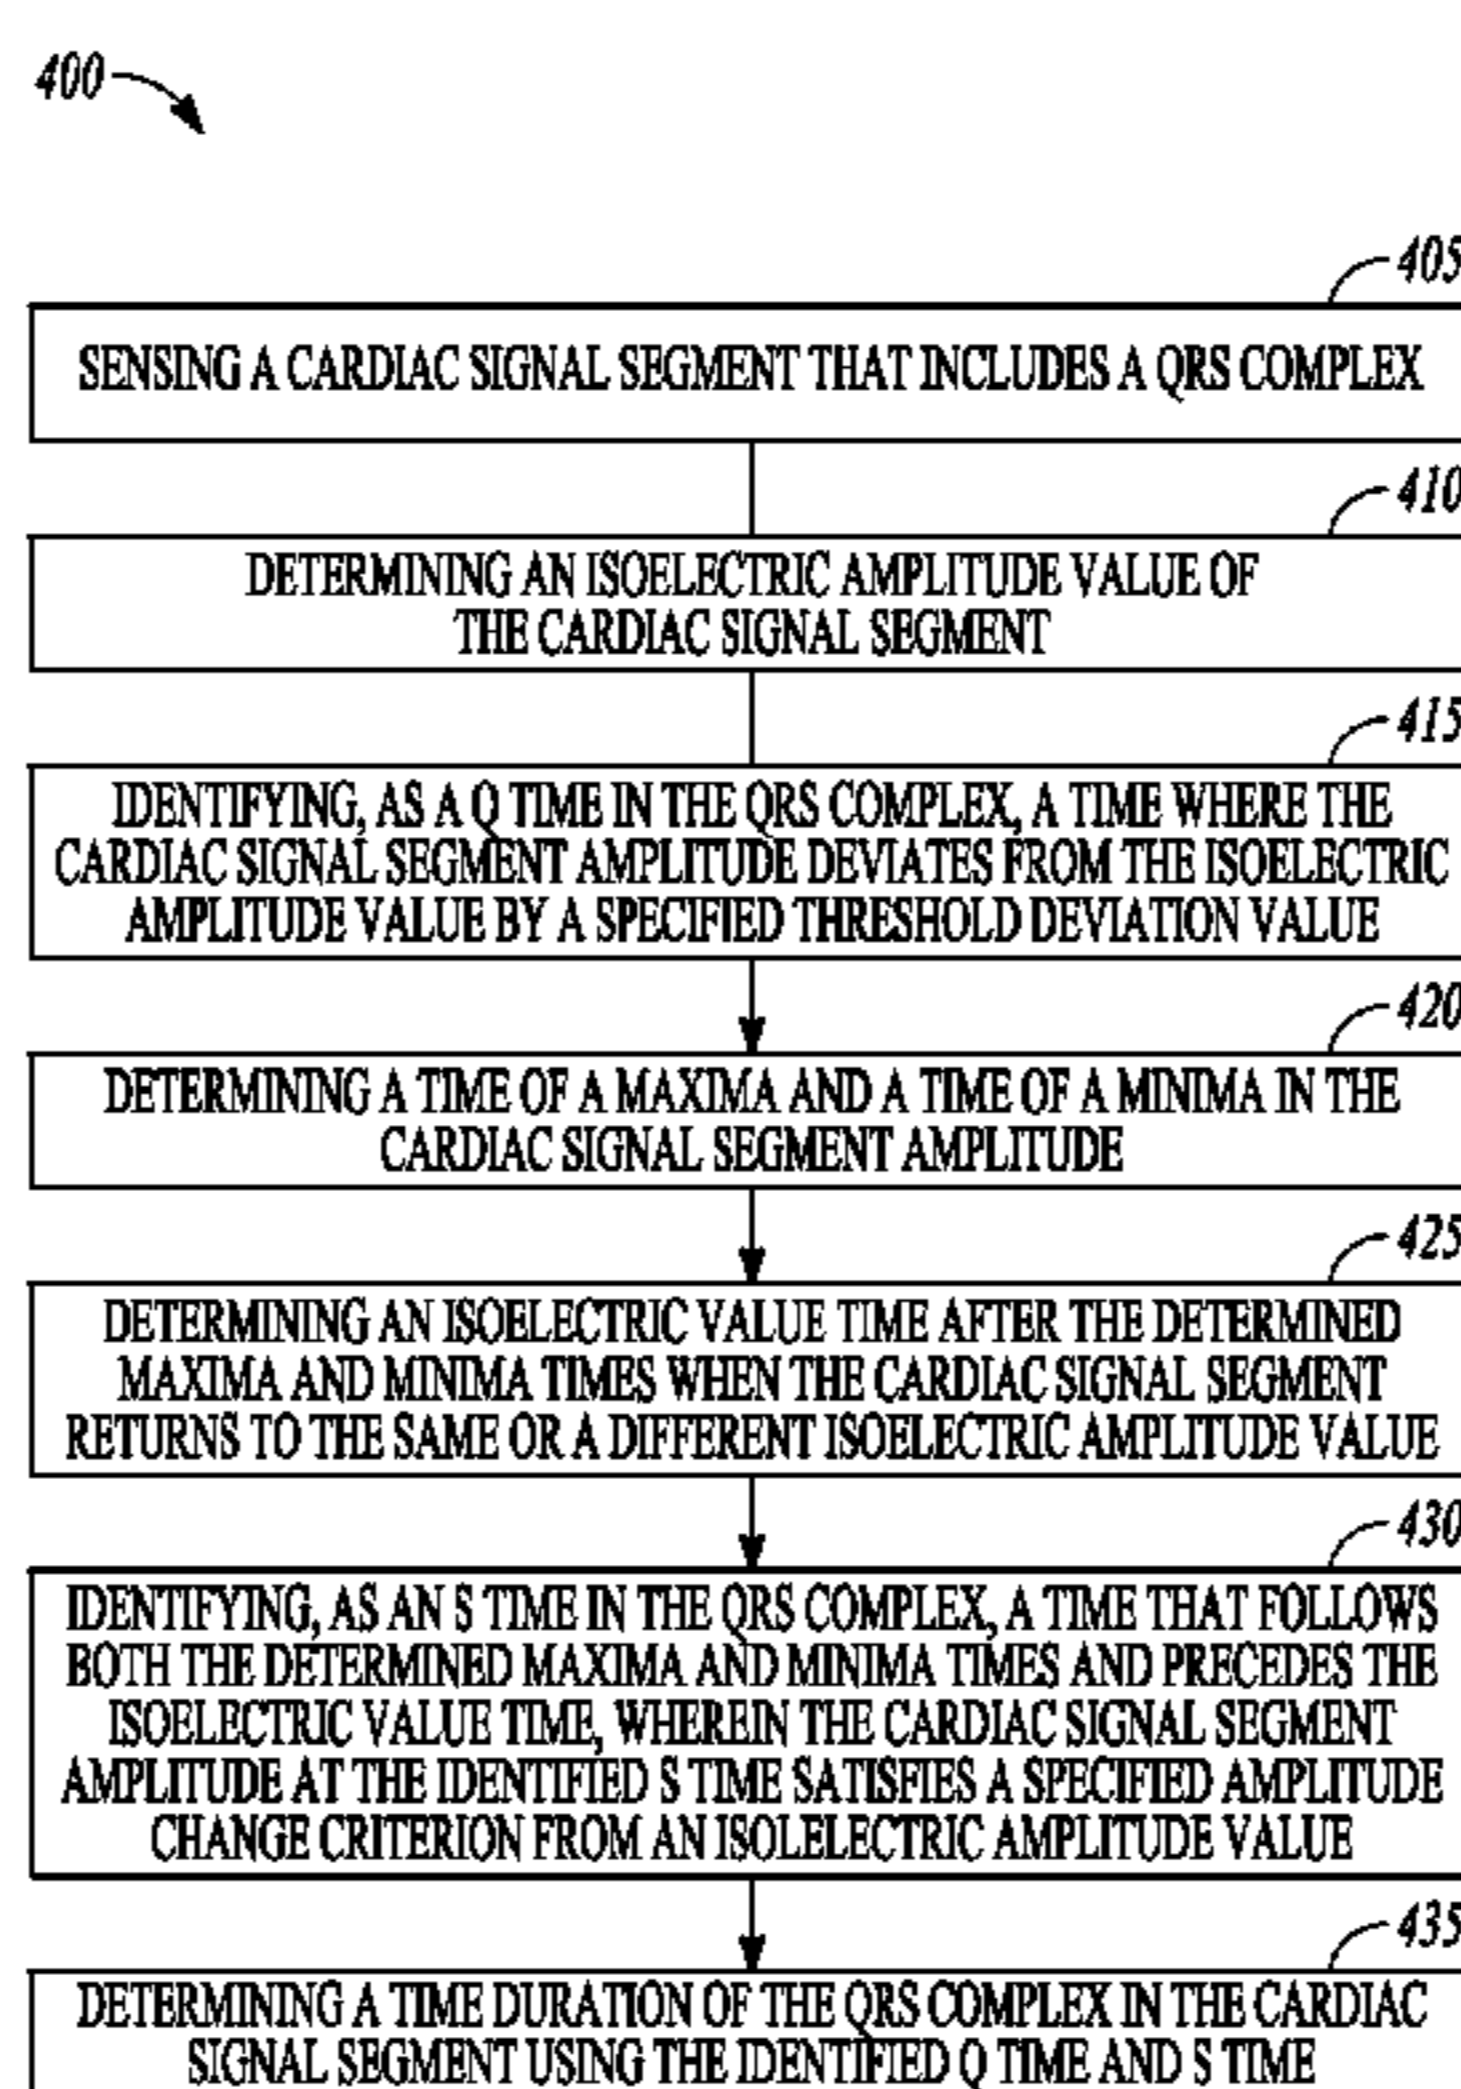 400
405
SENSING A CARDIAC SIGNAL SEGMENT THAT INCLUDES A QRS COMPLEX
410
DETERMINING AN ISOELECTRIC AMPLITUDE VALUE OF
THE CARDIAC SIGNAL SEGMENT
415
IDENTIFYING, AS A Q TIME IN THE QRS COMPLEX, A TIME WHERE THE
CARDIAC SIGNAL SEGMENT AMPLITUDE DEVIATES FROM THE ISOELECTRIC
AMPLITUDE VALUE BY A SPECIFIED THRESHOLD DEVIATION VALUE
420
DETERMINING A TIME OF A MAXIMA AND A TIME OF A MINIMA IN THE
CARDIAC SIGNAL SEGMENT AMPLITUDE
425
DETERMINING AN ISOELECTRIC VALUE TIME AFTER THE DETERMINED
MAXIMA AND MINIMA TIMES WHEN THE CARDIAC SIGNAL SEGMENT
RETURNS TO THE SAME OR A DIFFERENT ISOELECTRIC AMPLITUDE VALUE
430
IDENTIFYING, AS AN S TIME IN THE QRS COMPLEX, A TIME THAT FOLLOWS
BOTH THE DETERMINED MAXIMA AND MINIMA TIMES AND PRECEDES THE
ISOELECTRIC VALUE TIME, WHEREIN THE CARDIAC SIGNAL SEGMENT
AMPLITUDE AT THE IDENTIFIED S TIME SATISFIES A SPECIFIED AMPLITUDE
CHANGE CRITERION FROM AN ISOLELECTRIC AMPLITUDE VALUE
435
DETERMINING A TIME DURATION OF THE QRS COMPLEX IN THE CARDIAC
SIGNAL SEGMENT USING THE IDENTIFIED Q TIME AND S TIME